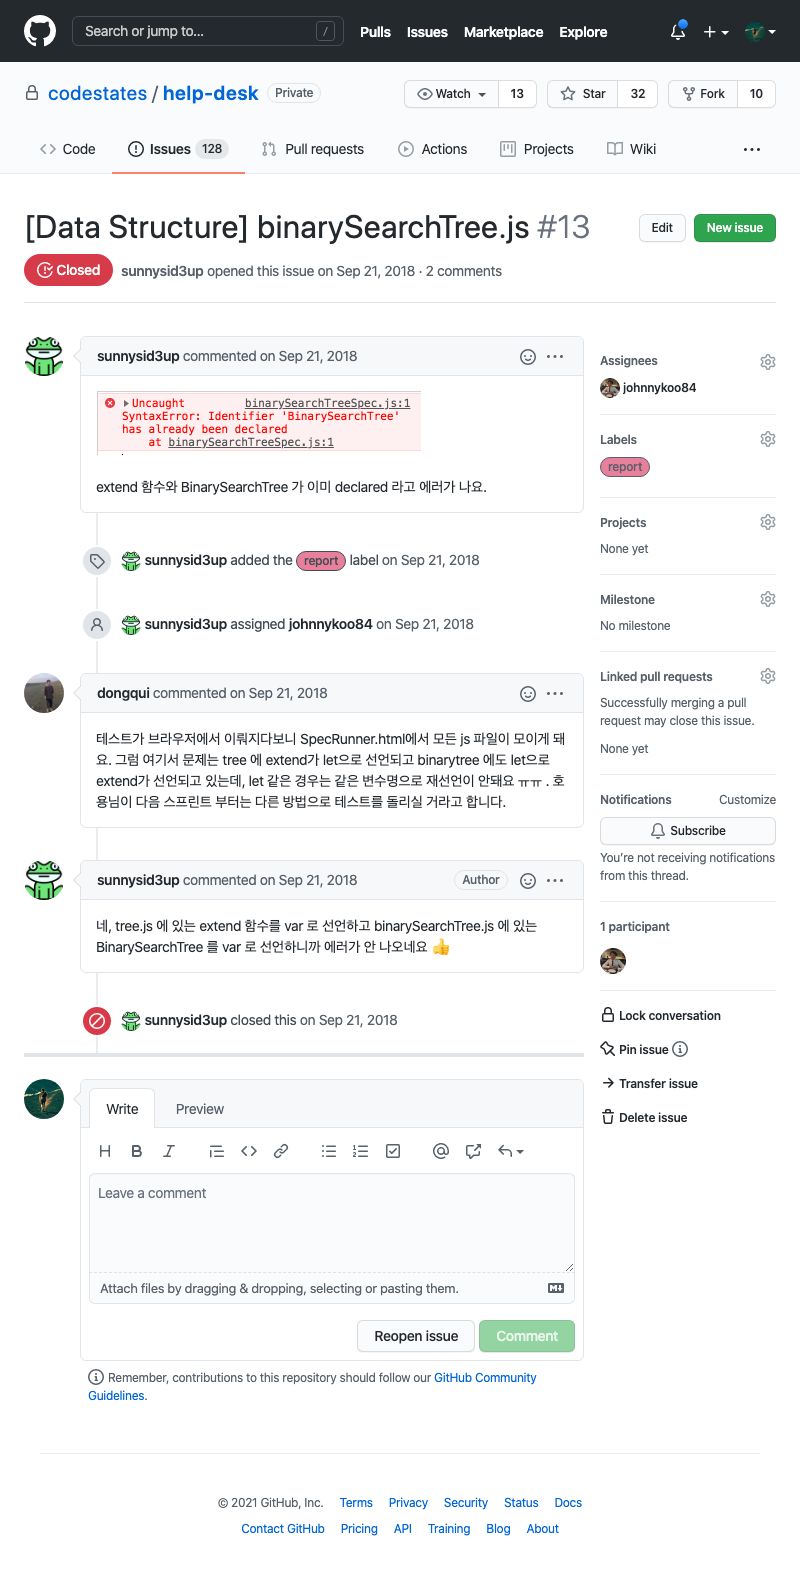 Search or jump to... /
Pulls Issues Marketplace Explore
codestates / help-desk Private
Watch 13 Star 32 Fork 10
Code Issues 128 Pull requests Actions Projects Wiki
[Data Structure] binarySearchTree.js #13
Edit New issue
Closed sunnysid3up opened this issue on Sep 21, 2018 · 2 comments
sunnysid3up commented on Sep 21, 2018
Uncaught binarySearchTreeSpec.js:1
SyntaxError: Identifier 'BinarySearchTree'
has already been declared
at binarySearchTreeSpec.js:1
extend 함수와 BinarySearchTree 가 이미 declared 라고 에러가 나요.
sunnysid3up added the report label on Sep 21, 2018
sunnysid3up assigned johnnykoo84 on Sep 21, 2018
dongqui commented on Sep 21, 2018
테스트가 브라우저에서 이뤄지다보니 SpecRunner.html에서 모든 js 파일이 모이게 돼
요. 그럼 여기서 문제는 tree 에 extend가 let으로 선언되고 binarytree 에도 let으로
extend가 선언되고 있는데, let 같은 경우는 같은 변수명으로 재선언이 안돼요 ㅠㅠ . 호
용님이 다음 스프린트 부터는 다른 방법으로 테스트를 돌리실 거라고 합니다.
sunnysid3up commented on Sep 21, 2018 Author
네, tree.js 에 있는 extend 함수를 var 로 선언하고 binarySearchTree.js 에 있는
BinarySearchTree 를 var 로 선언하니까 에러가 안 나오네요 👍
sunnysid3up closed this on Sep 21, 2018
Write Preview
Leave a comment
Attach files by dragging & dropping, selecting or pasting them.
Reopen issue Comment
Remember, contributions to this repository should follow our GitHub Community
Guidelines.
Assignees
johnnykoo84
Labels
report
Projects
None yet
Milestone
No milestone
Linked pull requests
Successfully merging a pull
request may close this issue.
None yet
Notifications Customize
Subscribe
You're not receiving notifications
from this thread.
1 participant
Lock conversation
Pin issue
Transfer issue
Delete issue
© 2021 GitHub, Inc. Terms Privacy Security Status Docs
Contact GitHub Pricing API Training Blog About